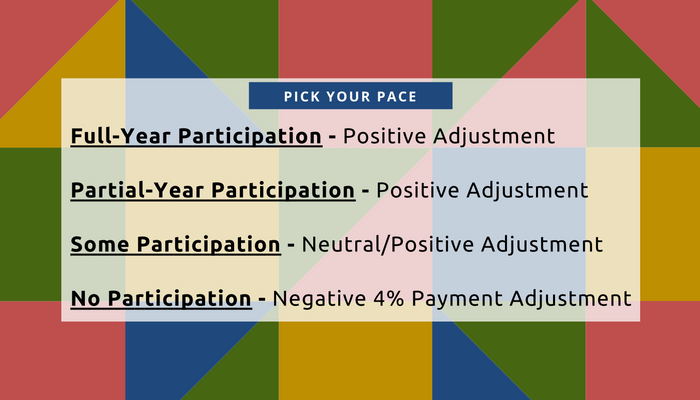 PICK YOUR PACE
Full-Year Participation - Positive Adjustment
Partial-Year Participation - Positive Adjustment
Some Participation - Neutral/Positive Adjustment
No Participation - Negative 4% Payment Adjustment